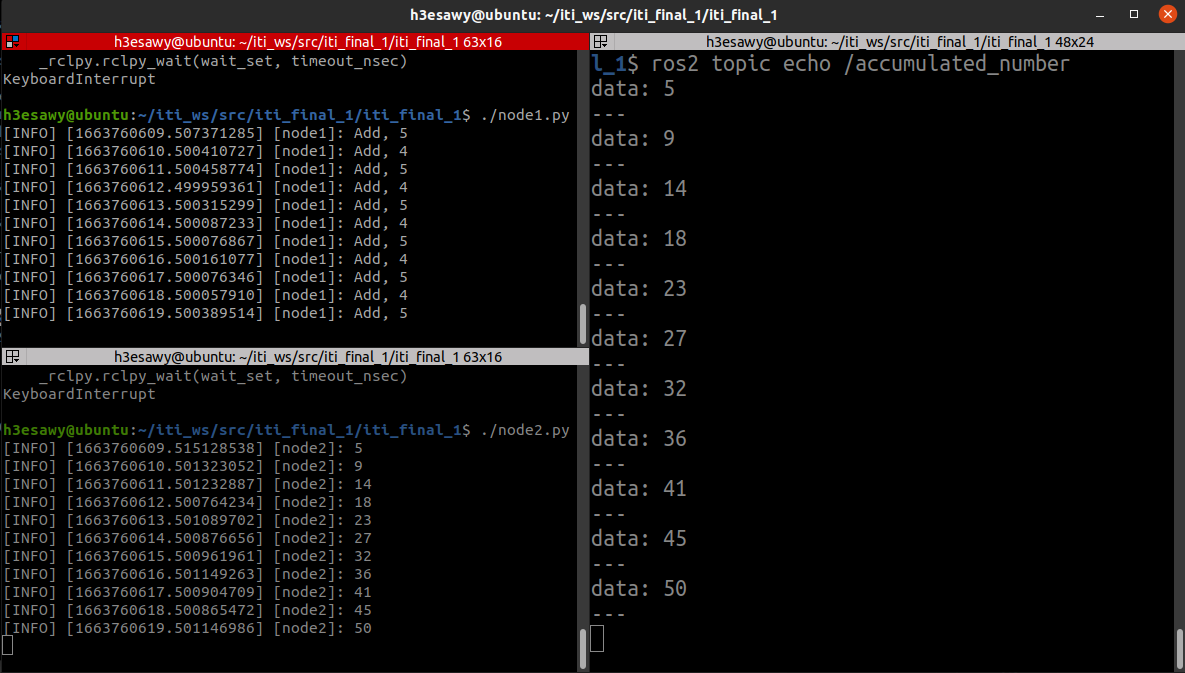 h3esawy@ubuntu: ~/iti_ws/src/iti_final_1/iti_final_1
h3esawy@ubuntu: ~/iti_ws/src/iti_final_1/iti_final_1 63x16
    _rclpy.rclpy_wait(wait_set, timeout_nsec)
KeyboardInterrupt
h3esawy@ubuntu:~/iti_ws/src/iti_final_1/iti_final_1$ ./node1.py
[INFO] [1663760609.507371285] [node1]: Add, 5
[INFO] [1663760610.500410727] [node1]: Add, 4
[INFO] [1663760611.500458774] [node1]: Add, 5
[INFO] [1663760612.499959361] [node1]: Add, 4
[INFO] [1663760613.500315299] [node1]: Add, 5
[INFO] [1663760614.500087233] [node1]: Add, 4
[INFO] [1663760615.500076867] [node1]: Add, 5
[INFO] [1663760616.500161077] [node1]: Add, 4
[INFO] [1663760617.500076346] [node1]: Add, 5
[INFO] [1663760618.500057910] [node1]: Add, 4
[INFO] [1663760619.500389514] [node1]: Add, 5
h3esawy@ubuntu: ~/iti_ws/src/iti_final_1/iti_final_1 63x16
    _rclpy.rclpy_wait(wait_set, timeout_nsec)
KeyboardInterrupt
h3esawy@ubuntu:~/iti_ws/src/iti_final_1/iti_final_1$ ./node2.py
[INFO] [1663760609.515128538] [node2]: 5
[INFO] [1663760610.501323052] [node2]: 9
[INFO] [1663760611.501232887] [node2]: 14
[INFO] [1663760612.500764234] [node2]: 18
[INFO] [1663760613.501089702] [node2]: 23
[INFO] [1663760614.500876656] [node2]: 27
[INFO] [1663760615.500961961] [node2]: 32
[INFO] [1663760616.501149263] [node2]: 36
[INFO] [1663760617.500904709] [node2]: 41
[INFO] [1663760618.500865472] [node2]: 45
[INFO] [1663760619.501146986] [node2]: 50
h3esawy@ubuntu: ~/iti_ws/src/iti_final_1/iti_final_1 48x24
l_1$ ros2 topic echo /accumulated_number
data: 5
---
data: 9
---
data: 14
---
data: 18
---
data: 23
---
data: 27
---
data: 32
---
data: 36
---
data: 41
---
data: 45
---
data: 50
---